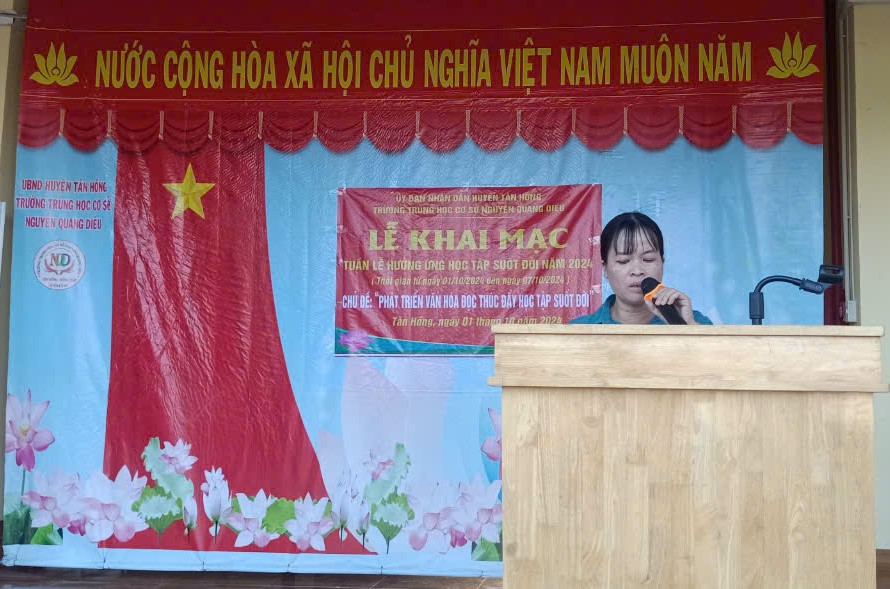 NƯỚC CỘNG HÒA XÃ HỘI CHỦ NGHĨA VIỆT NAM MUÔN NĂM
UBND HUYỆN TÂN HỒNG
TRƯỜNG TRUNG HỌC CƠ SỞ
NGUYỄN QUANG DIÊU
ND
ỦY BAN NHÂN DÂN HUYỆN TÂN HỒNG
TRƯỜNG TRUNG HỌC CƠ SỞ NGUYỄN QUANG DIÊU
LỄ KHAI MẠC
TUẦN LỄ HƯỞNG ỨNG HỌC TẬP SUỐT ĐỜI NĂM 2024
( Thời gian từ ngày 01/10/2024 đến ngày 07/10/2024 )
CHỦ ĐỀ: "PHÁT TRIỂN VĂN HÓA ĐỌC THÚC ĐẨY HỌC TẬP SUỐT ĐỜI
Tân Hồng, ngày 01 tháng 10 năm 2024